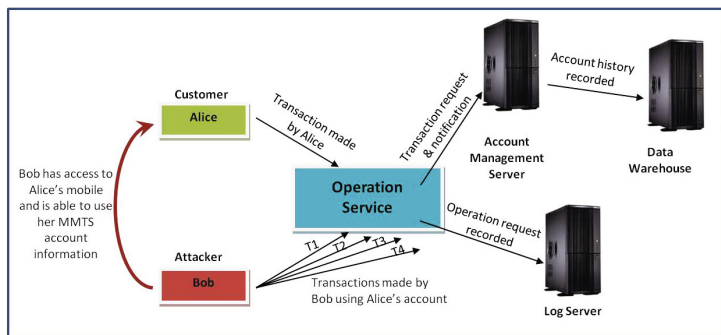 Customer
Alice
Bob has access to
Alice's mobile
and is able to use
her MMTS
account
information
Attacker
Bob
Transaction made
by Alice
Operation
Service
T1
T2
T3
T4
Transactions made by
Bob using Alice's account
Transaction request
& notification
Account
Management
Server
Account history
recorded
Data
Warehouse
Operation request
recorded
Log Server